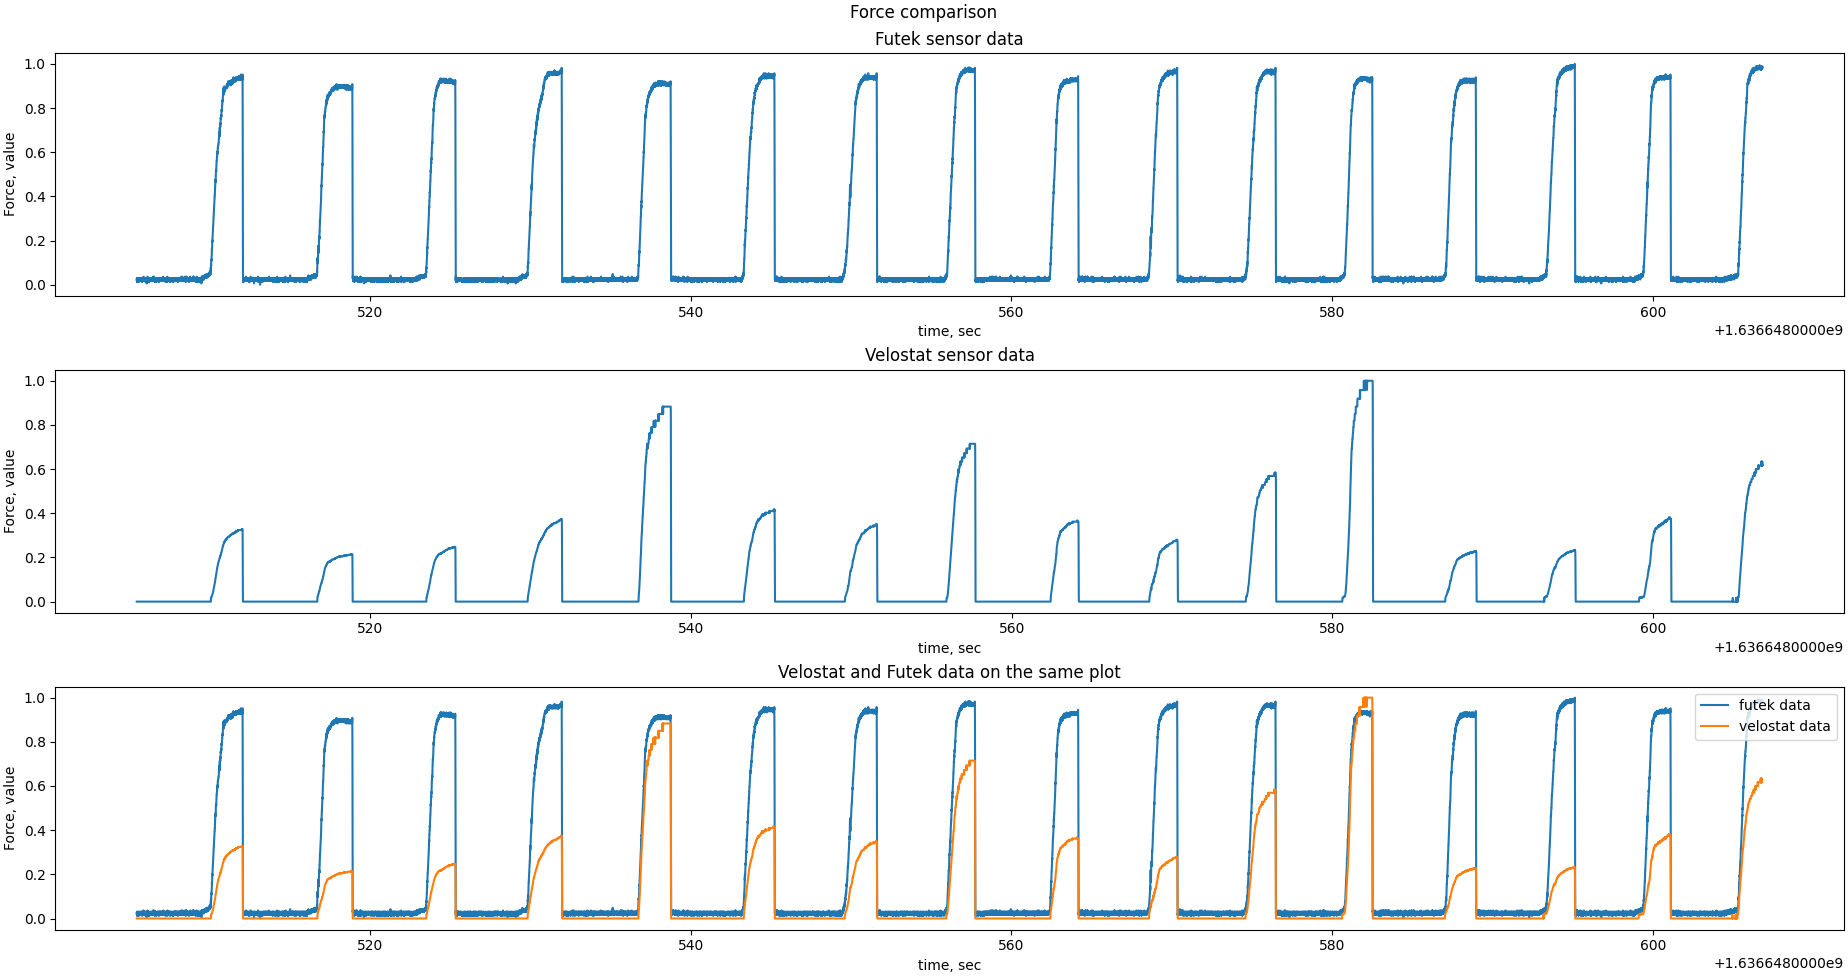 Force comparison
Futek sensor data
Force, value
1.0
0.8
0.6
0.4
0.2
0.0
520 540 560 580 600
time, sec
+1.6366480000e9
Velostat sensor data
Force, value
1.0
0.8
0.6
0.4
0.2
0.0
520 540 560 580 600
time, sec
+1.6366480000e9
Velostat and Futek data on the same plot
Force, value
1.0
0.8
0.6
0.4
0.2
0.0
futek data
velostat data
520 540 560 580 600
time, sec
+1.6366480000e9